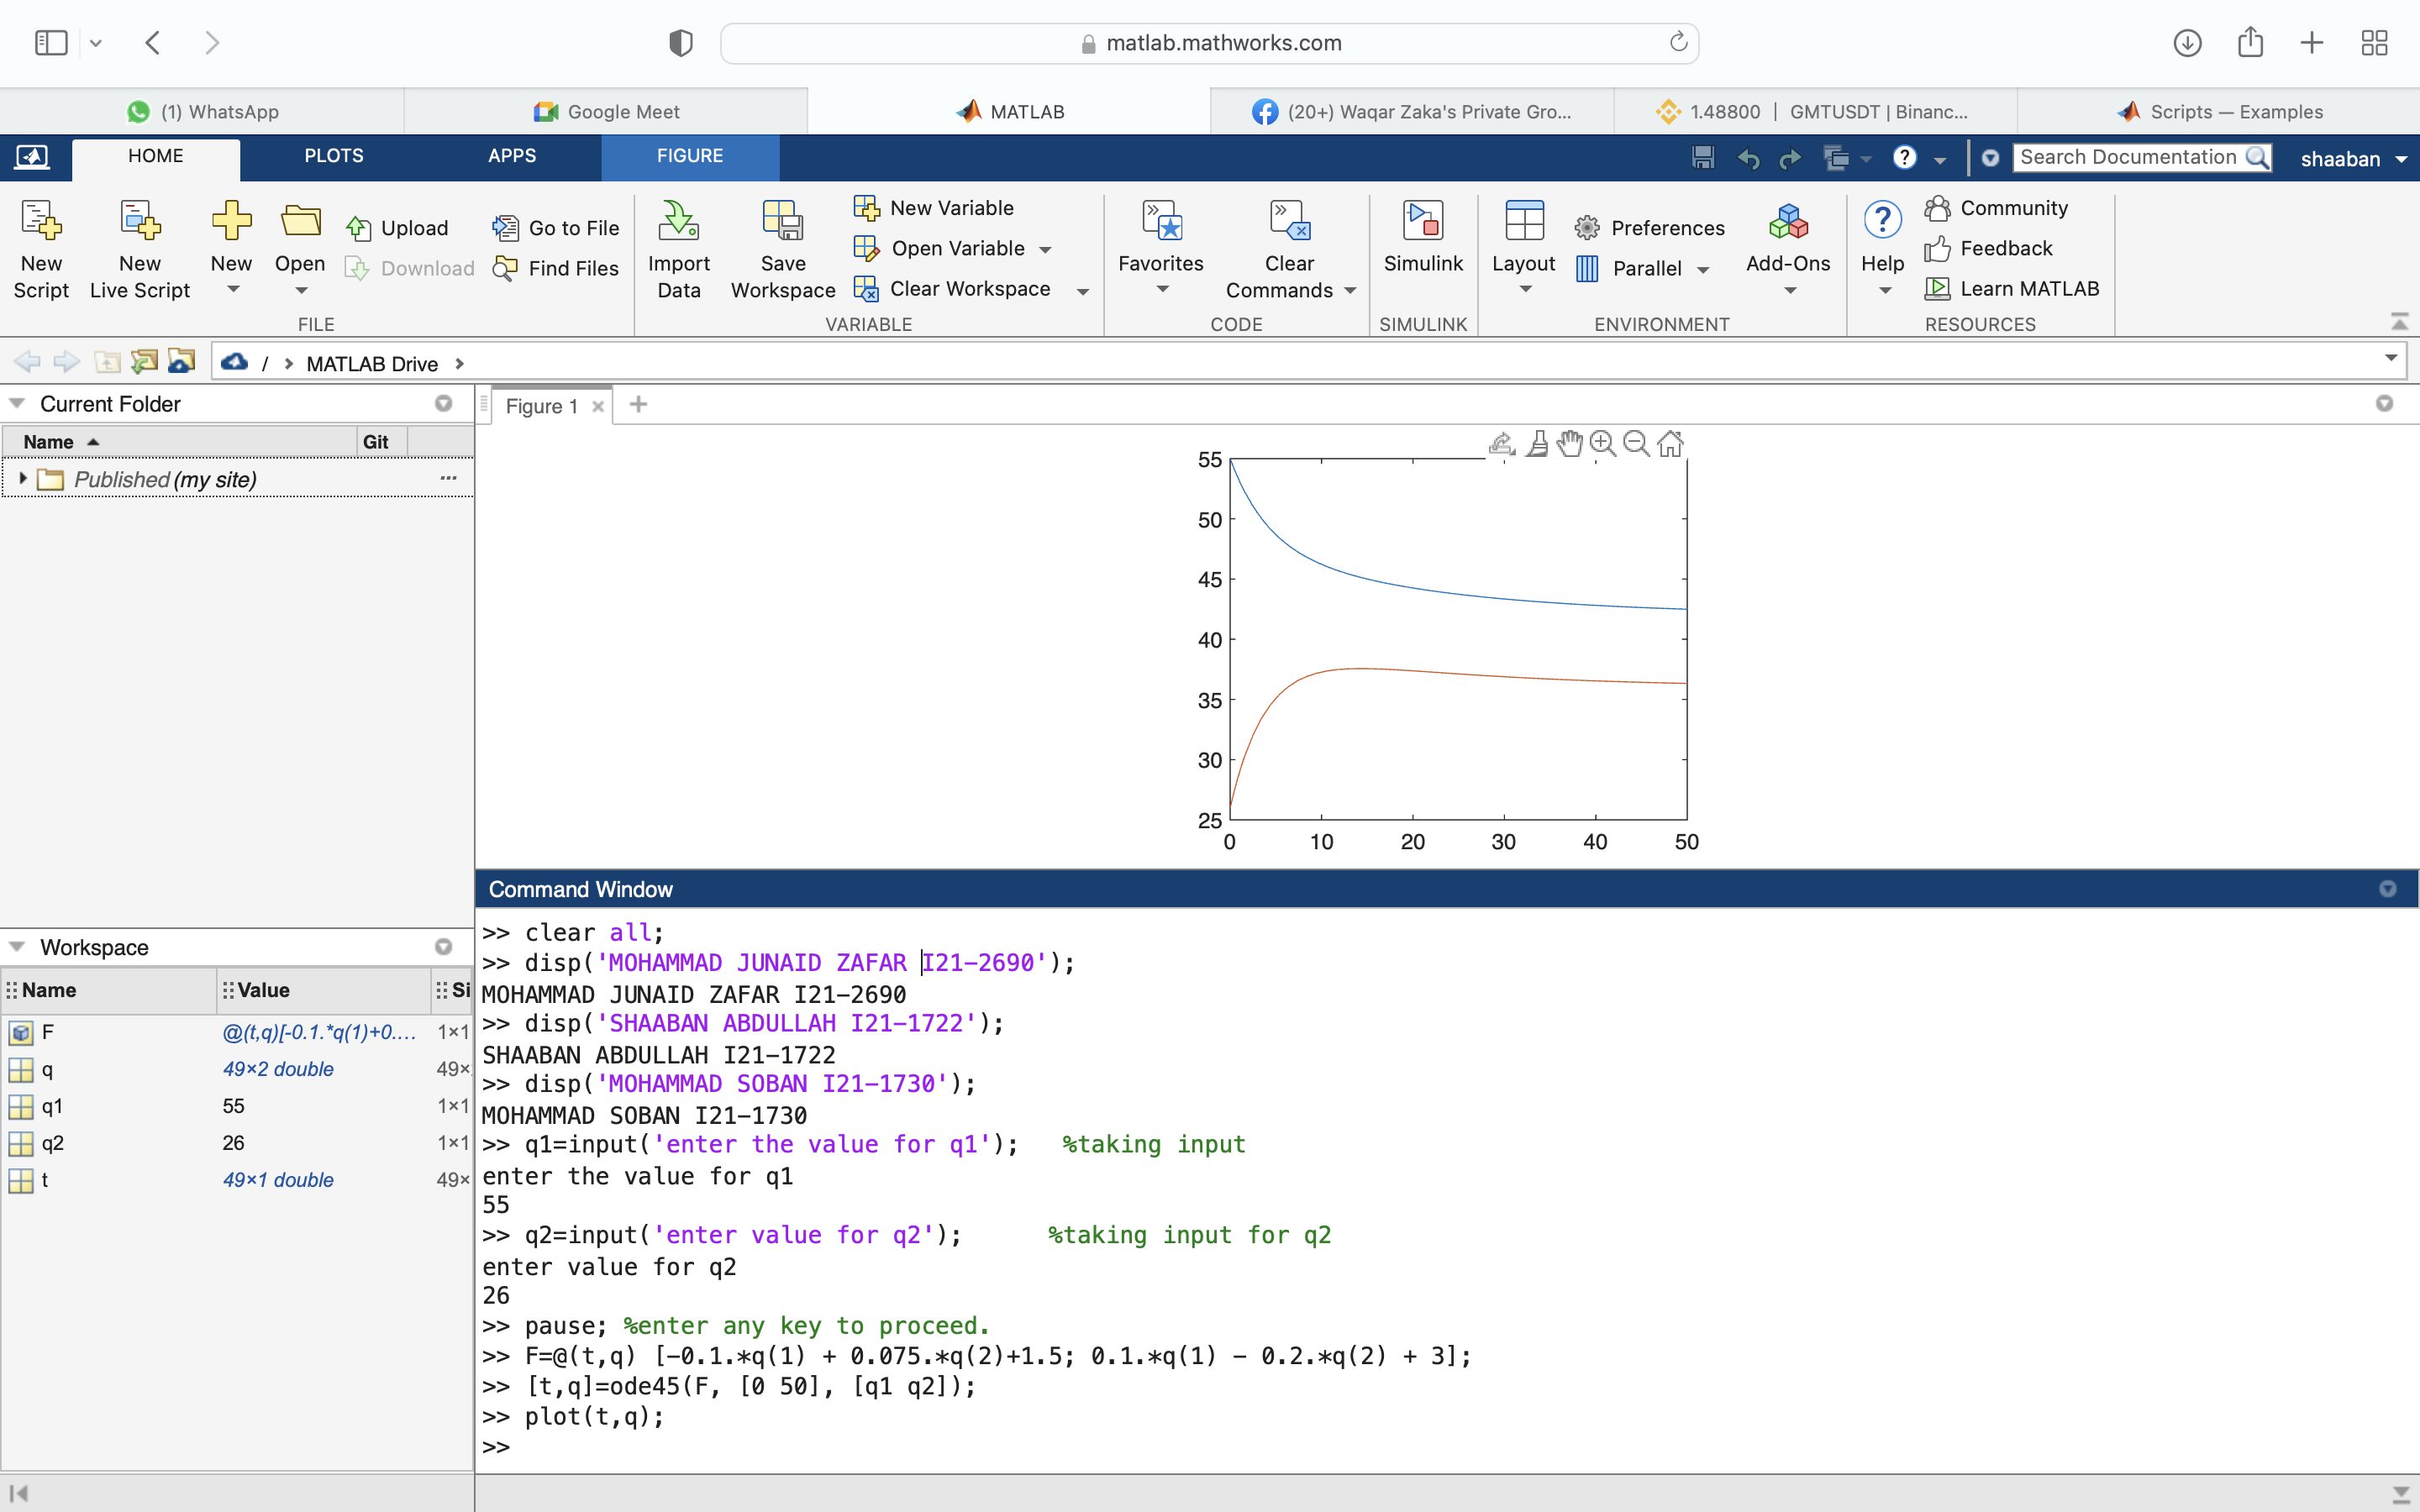 matlab.mathworks.com
(1) WhatsApp
Google Meet
MATLAB
(20+) Waqar Zaka's Private Gro...
1.48800 | GMTUSDT | Binanc...
Scripts — Examples
HOME
PLOTS
APPS
FIGURE
Search Documentation
shaaban
New Script
New Live Script
New
Open
Upload
Download
Go to File
Find Files
FILE
Import Data
Save Workspace
New Variable
Open Variable
Clear Workspace
VARIABLE
Favorites
Clear Commands
CODE
Simulink
SIMULINK
Layout
Preferences
Parallel
Add-Ons
ENVIRONMENT
Help
Community
Feedback
Learn MATLAB
RESOURCES
/ > MATLAB Drive >
Current Folder
Name Git
Published (my site) ...
Figure 1 × +
55
50
45
40
35
30
25
0 10 20 30 40 50
Workspace
Name Value Si
F @(t,q)[-0.1.*q(1)+0.... 1×1
q 49×2 double 49×
q1 55 1×1
q2 26 1×1
t 49×1 double 49×
Command Window
>> clear all;
>> disp('MOHAMMAD JUNAID ZAFAR I21-2690');
MOHAMMAD JUNAID ZAFAR I21-2690
>> disp('SHAABAN ABDULLAH I21-1722');
SHAABAN ABDULLAH I21-1722
>> disp('MOHAMMAD SOBAN I21-1730');
MOHAMMAD SOBAN I21-1730
>> q1=input('enter the value for q1');   %taking input
enter the value for q1
55
>> q2=input('enter value for q2');      %taking input for q2
enter value for q2
26
>> pause; %enter any key to proceed.
>> F=@(t,q) [-0.1.*q(1) + 0.075.*q(2)+1.5; 0.1.*q(1) - 0.2.*q(2) + 3];
>> [t,q]=ode45(F, [0 50], [q1 q2]);
>> plot(t,q);
>>